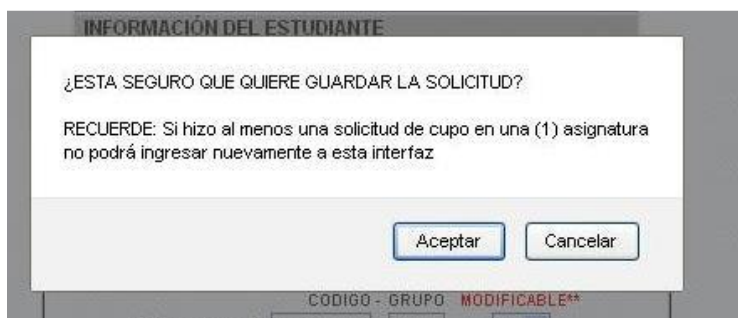 INFORMACIÓN DEL ESTUDIANTE
¿ESTA SEGURO QUE QUIERE GUARDAR LA SOLICITUD?
RECUERDE: Si hizo al menos una solicitud de cupo en una (1) asignatura
no podrá ingresar nuevamente a esta interfaz
Aceptar Cancelar
CODIGO - GRUPO MODIFICABLE**